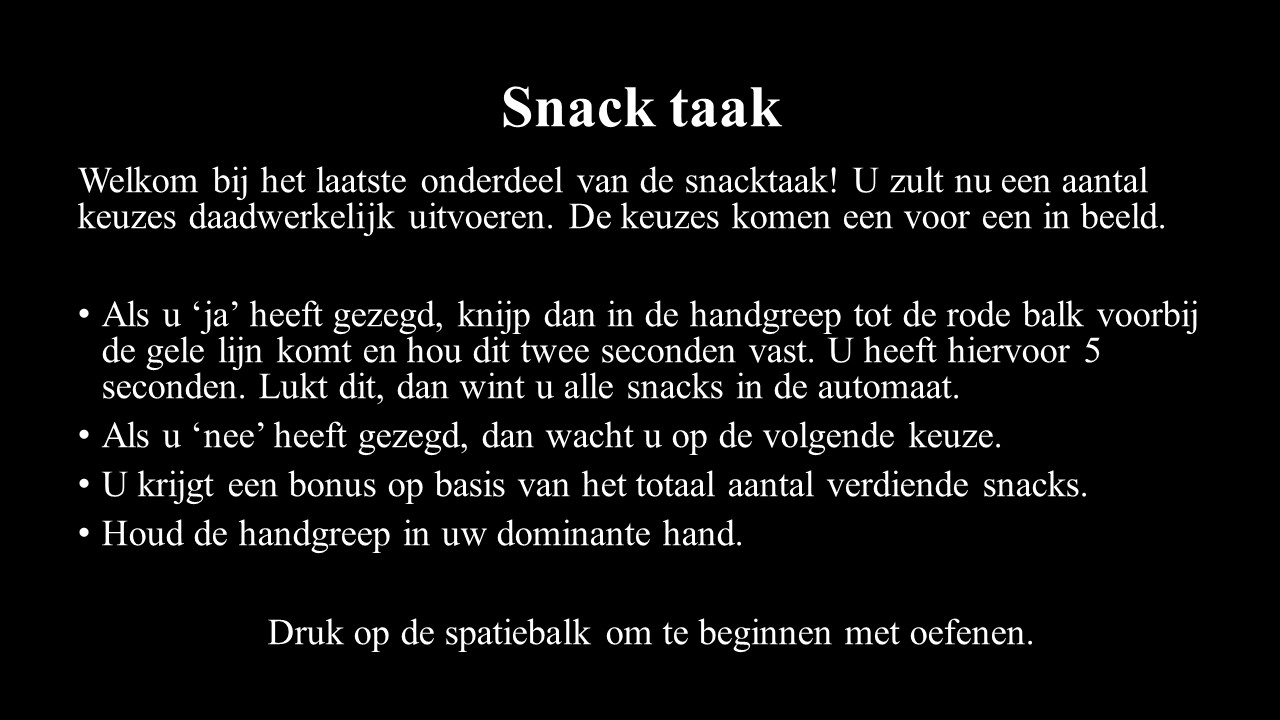 Snack taak
Welkom bij het laatste onderdeel van de snacktaak! U zult nu een aantal
keuzes daadwerkelijk uitvoeren. De keuzes komen een voor een in beeld.
• Als u ‘ja’ heeft gezegd, knijp dan in de handgreep tot de rode balk voorbij
de gele lijn komt en hou dit twee seconden vast. U heeft hiervoor 5
seconden. Lukt dit, dan wint u alle snacks in de automaat.
• Als u ‘nee’ heeft gezegd, dan wacht u op de volgende keuze.
• U krijgt een bonus op basis van het totaal aantal verdiende snacks.
• Houd de handgreep in uw dominante hand.
Druk op de spatiebalk om te beginnen met oefenen.